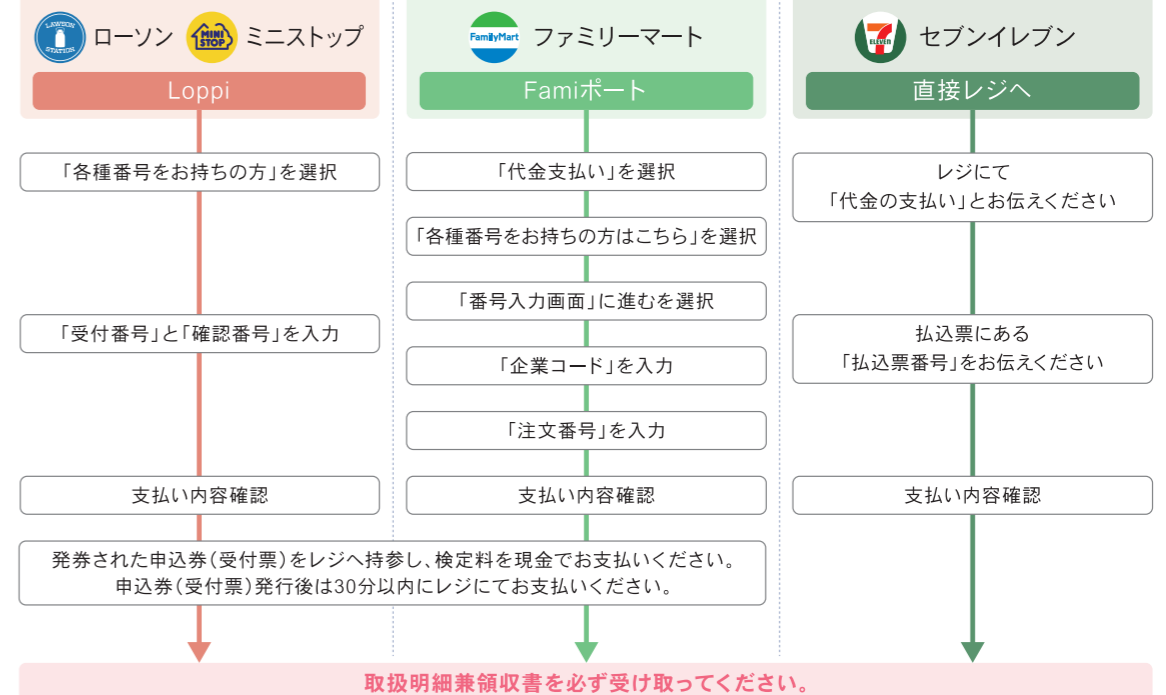 LAWSON
STATION
ローソン
MINI
STOP
ミニストップ
Loppi
「各種番号をお持ちの方」を選択
「受付番号」と「確認番号」を入力
支払い内容確認
FamilyMart
ファミリーマート
Famiポート
「代金支払い」を選択
「各種番号をお持ちの方はこちら」を選択
「番号入力画面」に進むを選択
「企業コード」を入力
「注文番号」を入力
支払い内容確認
発券された申込券（受付票）をレジへ持参し、検定料を現金でお支払いください。
申込券（受付票）発行後は30分以内にレジにてお支払いください。
7
ELEVEN
セブンイレブン
直接レジへ
レジにて
「代金の支払い」とお伝えください
払込票にある
「払込票番号」をお伝えください
支払い内容確認
取扱明細兼領収書を必ず受け取ってください。